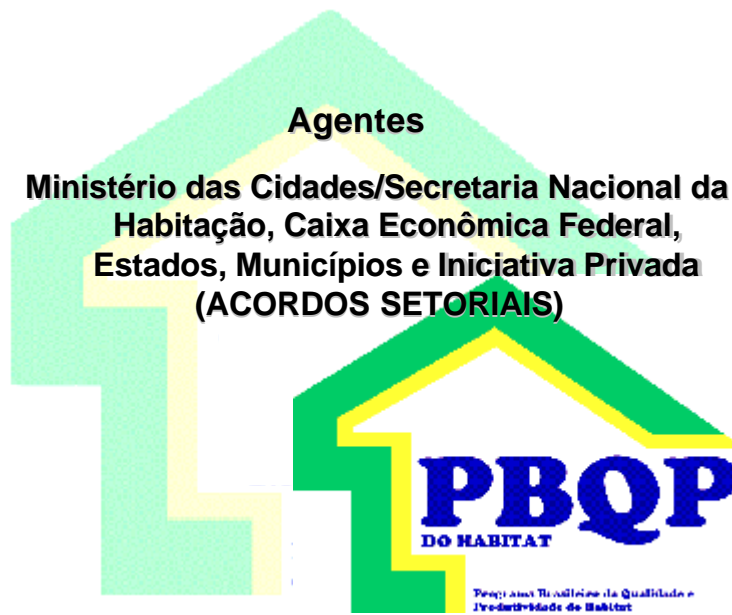 Agentes
Ministério das Cidades/Secretaria Nacional da
Habitação, Caixa Econômica Federal,
Estados, Municípios e Iniciativa Privada
(ACORDOS SETORIAIS)
PBQP
DO HABITAT
Programa Brasileiro da Qualidade e
Produtividade do Habitat